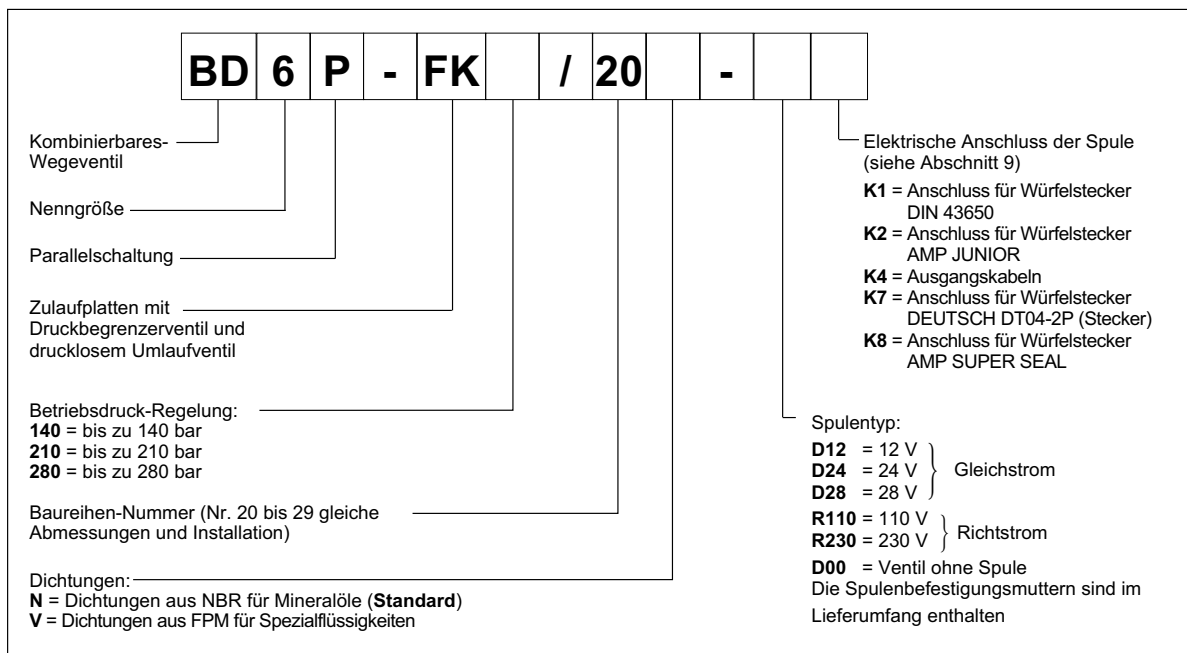 BD 6 P - FK / 20 -
Kombinierbares-
Wegeventil
Nenngröße
Parallelschaltung
Zulaufplatten mit
Druckbegrenzerventil und
drucklosem Umlaufventil
Betriebsdruck-Regelung:
140 = bis zu 140 bar
210 = bis zu 210 bar
280 = bis zu 280 bar
Baureihen-Nummer (Nr. 20 bis 29 gleiche
Abmessungen und Installation)
Dichtungen:
N = Dichtungen aus NBR für Mineralöle (Standard)
V = Dichtungen aus FPM für Spezialflüssigkeiten
Elektrische Anschluss der Spule
(siehe Abschnitt 9)
K1 = Anschluss für Würfelstecker
DIN 43650
K2 = Anschluss für Würfelstecker
AMP JUNIOR
K4 = Ausgangskabeln
K7 = Anschluss für Würfelstecker
DEUTSCH DT04-2P (Stecker)
K8 = Anschluss für Würfelstecker
AMP SUPER SEAL
Spulentyp:
D12 = 12 V
D24 = 24 V Gleichstrom
D28 = 28 V
R110 = 110 V
R230 = 230 V Richtstrom
D00 = Ventil ohne Spule
Die Spulenbefestigungsmuttern sind im
Lieferumfang enthalten